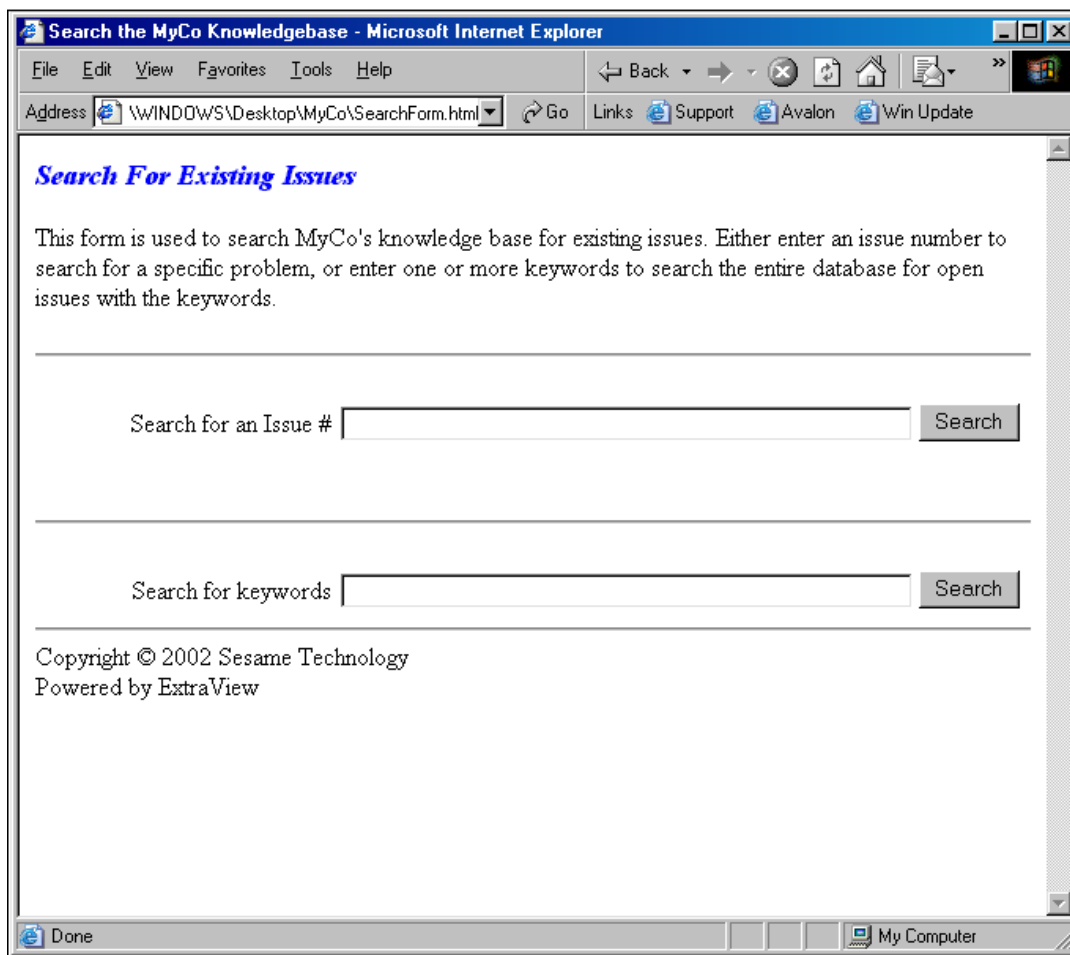 Search the MyCo Knowledgebase - Microsoft Internet Explorer
File Edit View Favorites Tools Help Back »
Address \WINDOWS\Desktop\MyCo\SearchForm.html Go Links Support Avalon Win Update
Search For Existing Issues
This form is used to search MyCo's knowledge base for existing issues. Either enter an issue number to
search for a specific problem, or enter one or more keywords to search the entire database for open
issues with the keywords.
Search for an Issue # Search
Search for keywords Search
Copyright © 2002 Sesame Technology
Powered by ExtraView
Done My Computer